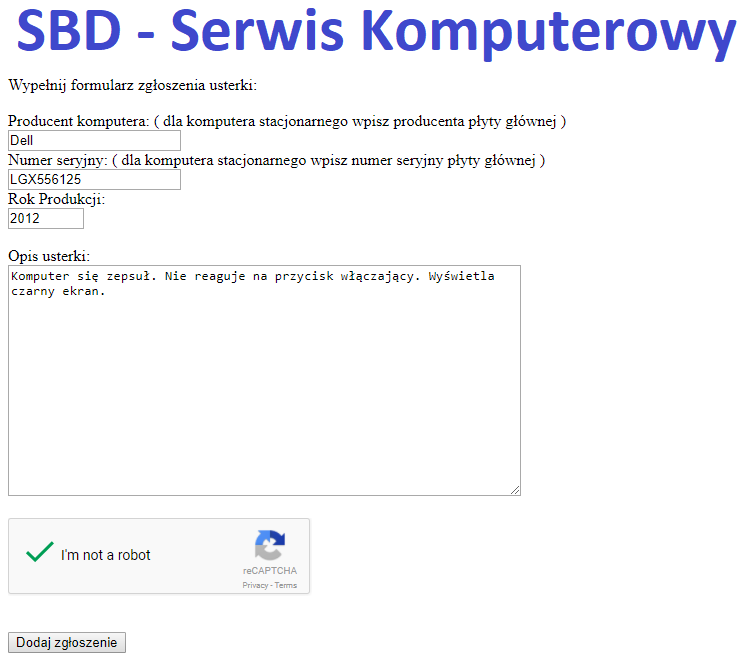 SBD - Serwis Komputerowy
Wypełnij formularz zgłoszenia usterki:
Producent komputera: ( dla komputera stacjonarnego wpisz producenta płyty głównej )
Dell
Numer seryjny: ( dla komputera stacjonarnego wpisz numer seryjny płyty głównej )
LGX556125
Rok Produkcji:
2012
Opis usterki:
Komputer się zepsuł. Nie reaguje na przycisk włączający. Wyświetla
czarny ekran.
I'm not a robot
reCAPTCHA
Privacy - Terms
Dodaj zgłoszenie